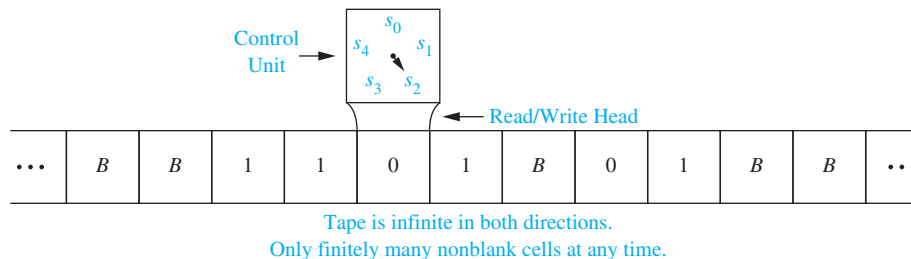 s0
Control
Unit
s4 s1
s3 s2
Read/Write Head
... B B 1 1 0 1 B 0 1 B B ...
Tape is infinite in both directions.
Only finitely many nonblank cells at any time.